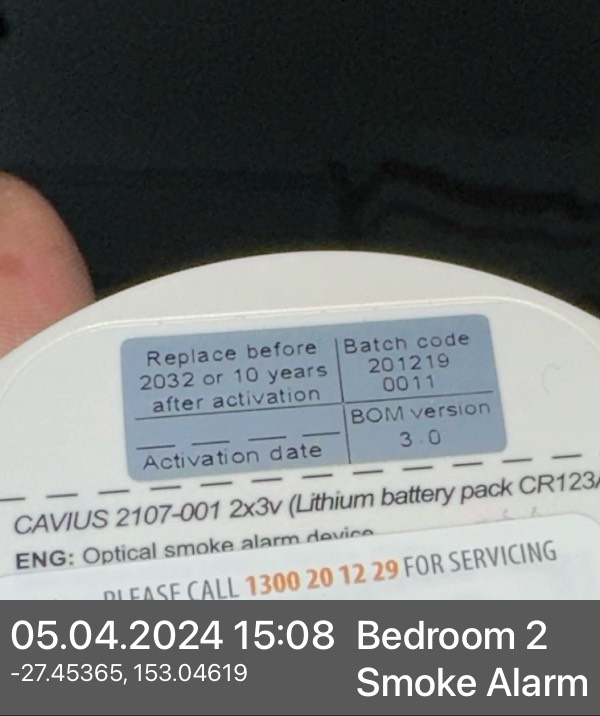 Replace before
2032 or 10 years
after activation
Activation date
Batch code
201219
0011
BOM version
3.0
CAVIUS 2107-001 2x3v (Lithium battery pack CR123A
ENG: Optical smoke alarm device
PLEASE CALL 1300 20 12 29 FOR SERVICING
05.04.2024 15:08
-27.45365, 153.04619
Bedroom 2
Smoke Alarm